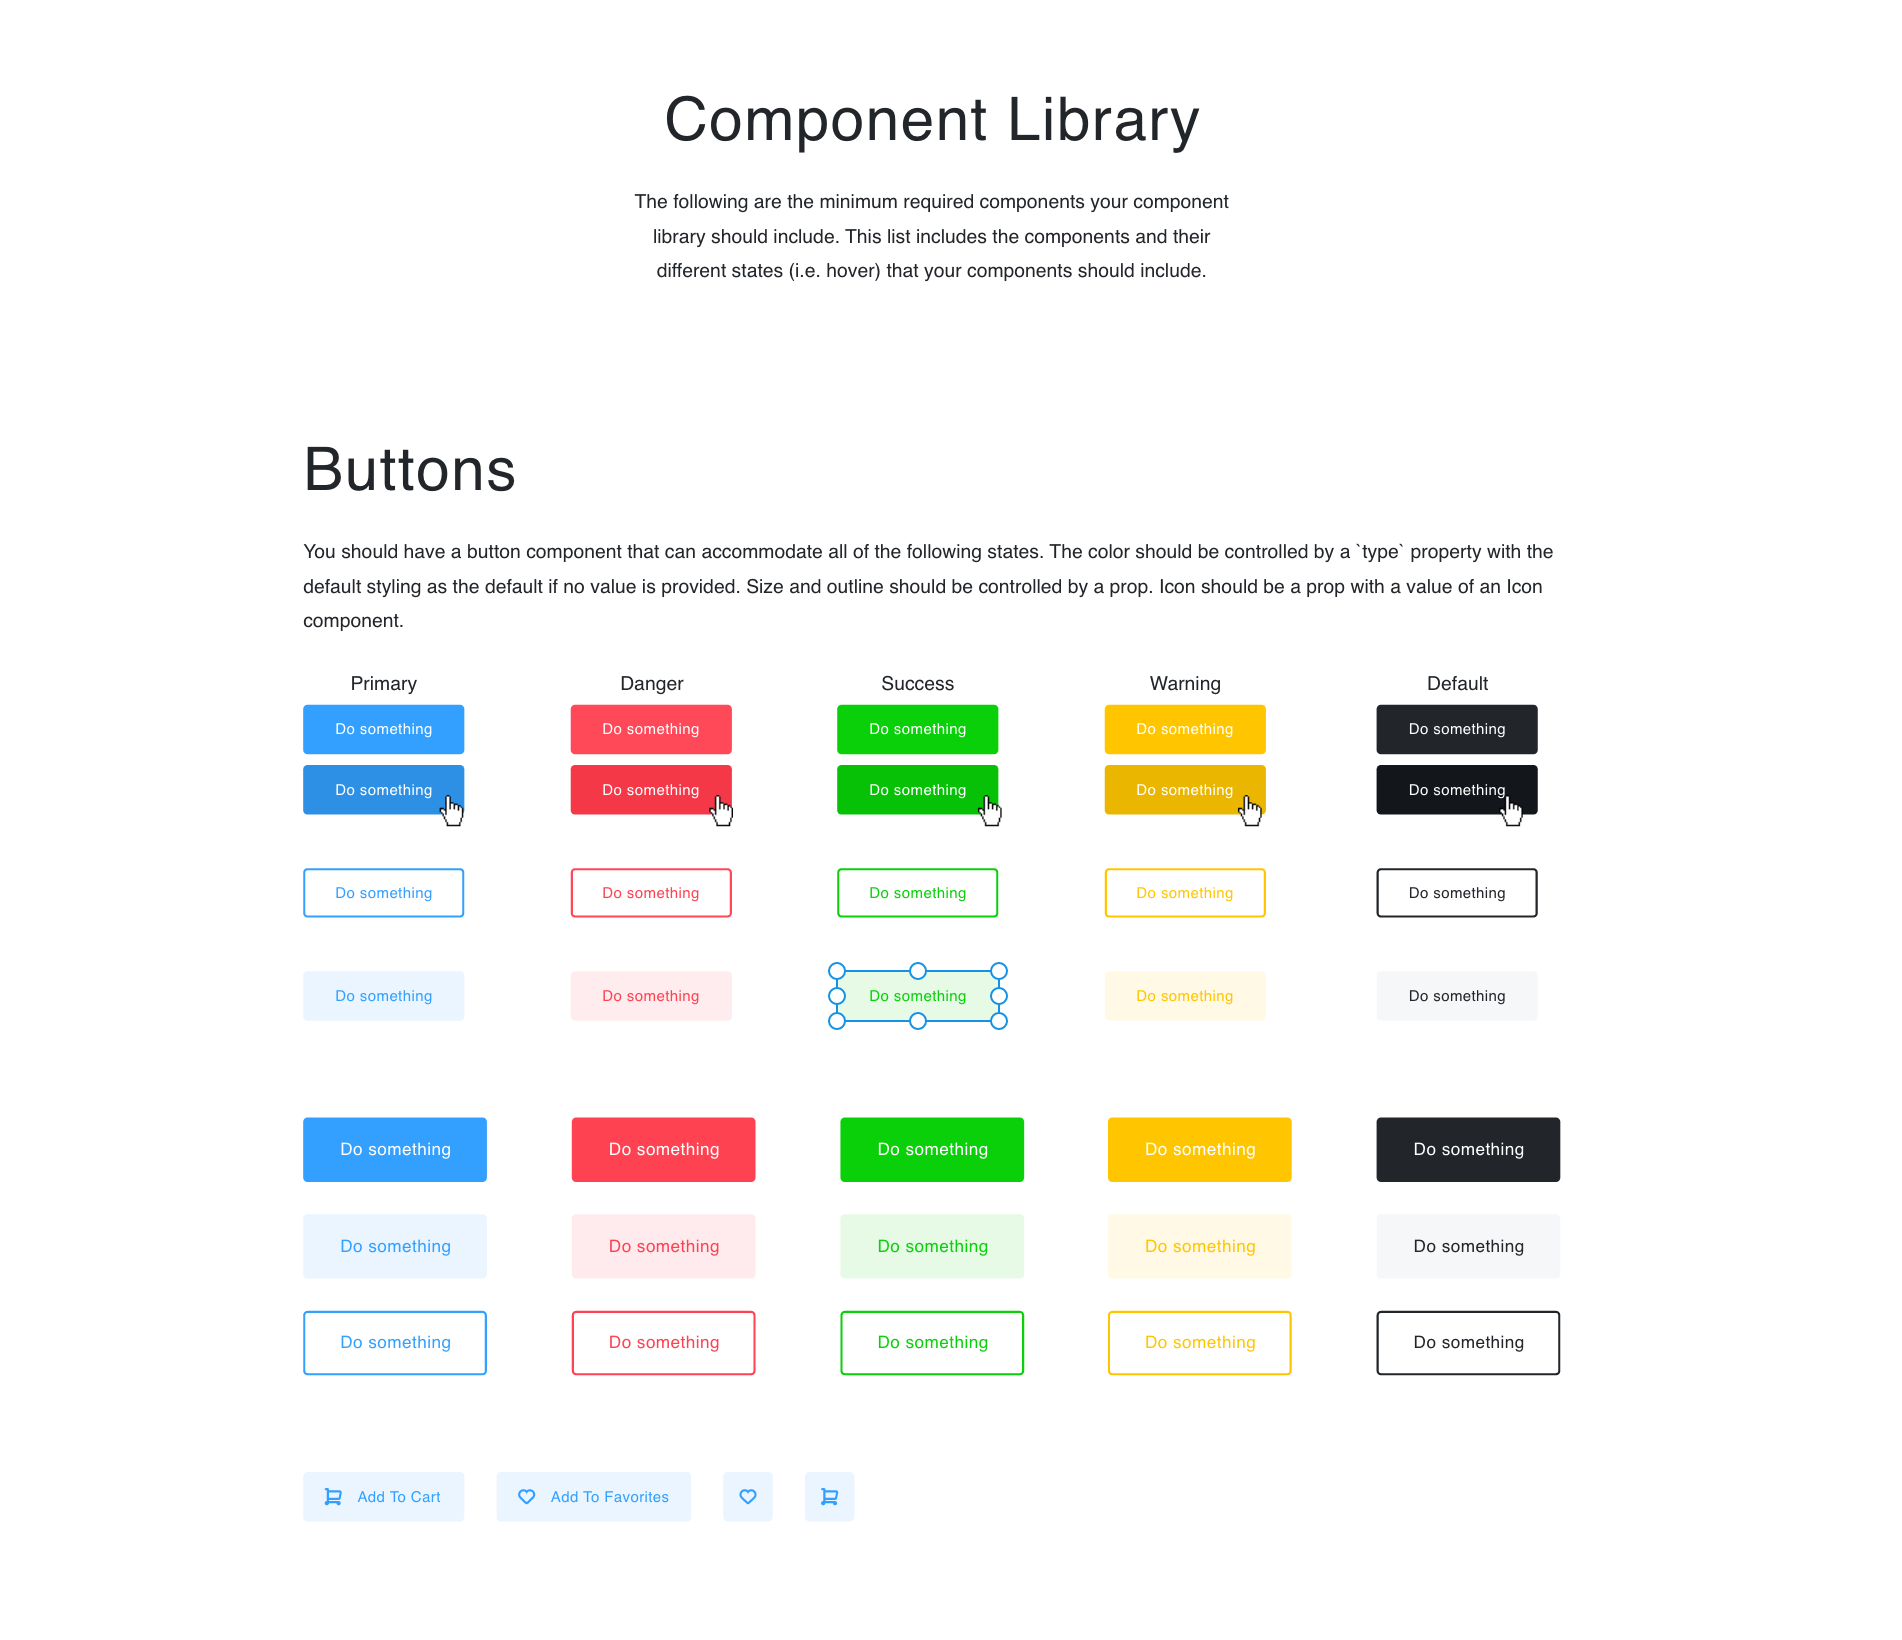 Component Library
The following are the minimum required components your component
library should include. This list includes the components and their
different states (i.e. hover) that your components should include.
Buttons
You should have a button component that can accommodate all of the following states. The color should be controlled by a `type` property with the
default styling as the default if no value is provided. Size and outline should be controlled by a prop. Icon should be a prop with a value of an Icon
component.
Primary Danger Success Warning Default
Do something Do something Do something Do something Do something
Do something Do something Do something Do something Do something
Do something Do something Do something Do something Do something
Do something Do something Do something Do something Do something
Do something Do something Do something Do something Do something
Do something Do something Do something Do something Do something
Do something Do something Do something Do something Do something
Add To Cart Add To Favorites